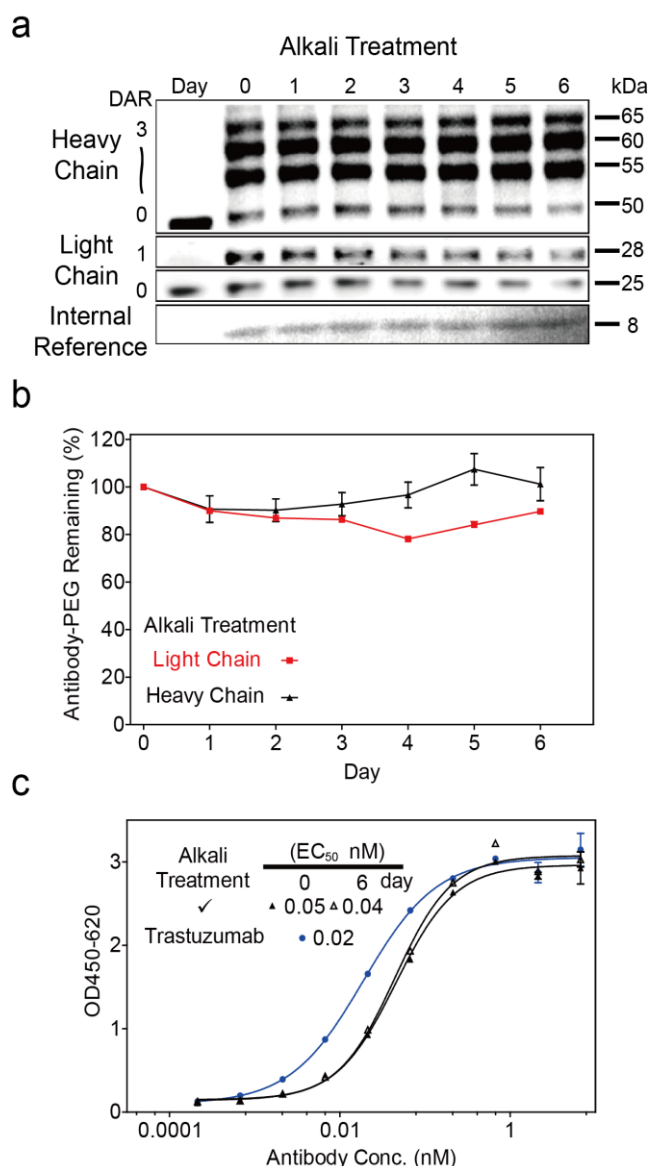 a
Alkali Treatment
Day 0 1 2 3 4 5 6 kDa
DAR
3
Heavy
Chain
0
65
60
55
50
Light
Chain
1
0
28
25
Internal
Reference
8
b
Antibody-PEG Remaining (%)
120
100
80
60
40
20
0
Alkali Treatment
Light Chain
Heavy Chain
0 1 2 3 4 5 6
Day
c
OD450-620
3
2
1
0
Alkali
Treatment
✓
(EC₅₀ nM)
0 6 day
0.05 0.04
Trastuzumab 0.02
0.0001 0.01 1
Antibody Conc. (nM)